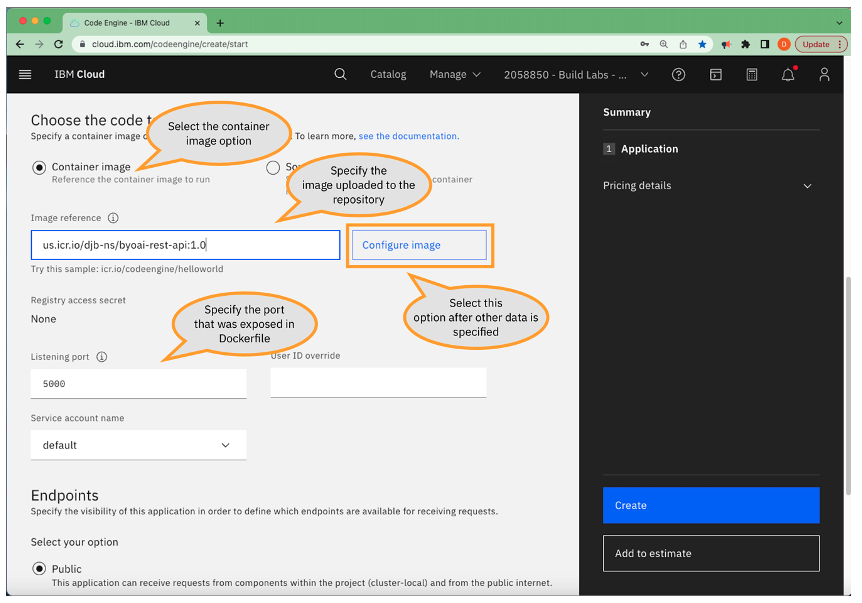 Code Engine - IBM Cloud
cloud.ibm.com/codeengine/create/start
Update
IBM Cloud
Catalog
Manage
2058850 - Build Labs - ...
Choose the code t
Specify a container image
To learn more, see the documentation.
Select the container
image option
Container image
Reference the container image to run
So
container
Specify the
image uploaded to the
repository
Image reference
us.icr.io/djb-ns/byoai-rest-api:1.0
Configure image
Try this sample: icr.io/codeengine/helloworld
Select this
option after other data is
specified
Registry access secret
None
Specify the port
that was exposed in
Dockerfile
Listening port
User ID override
5000
Service account name
default
Endpoints
Specify the visibility of this application in order to define which endpoints are available for receiving requests.
Select your option
Public
This application can receive requests from components within the project (cluster-local) and from the public internet.
Summary
1 Application
Pricing details
Create
Add to estimate